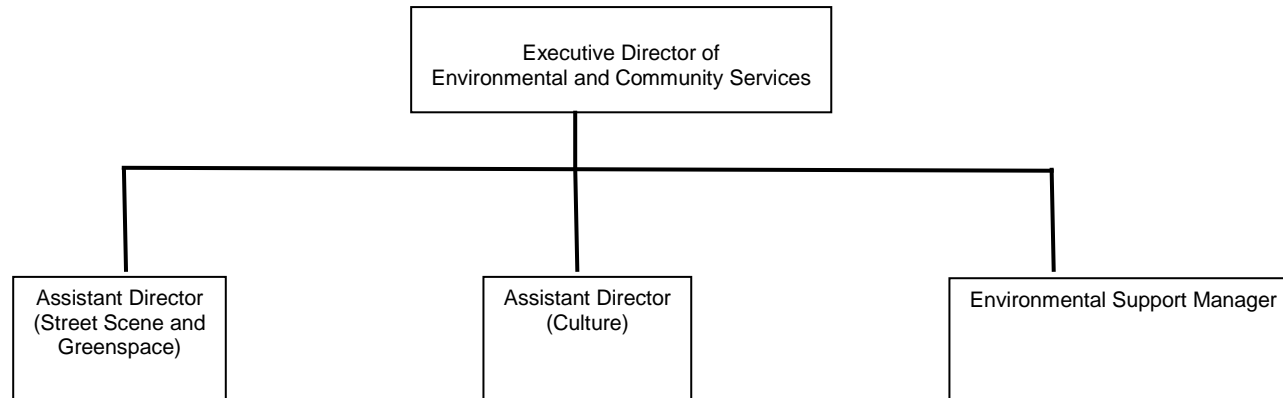 Executive Director of
Environmental and Community Services
Assistant Director
(Street Scene and
Greenspace)
Assistant Director
(Culture)
Environmental Support Manager